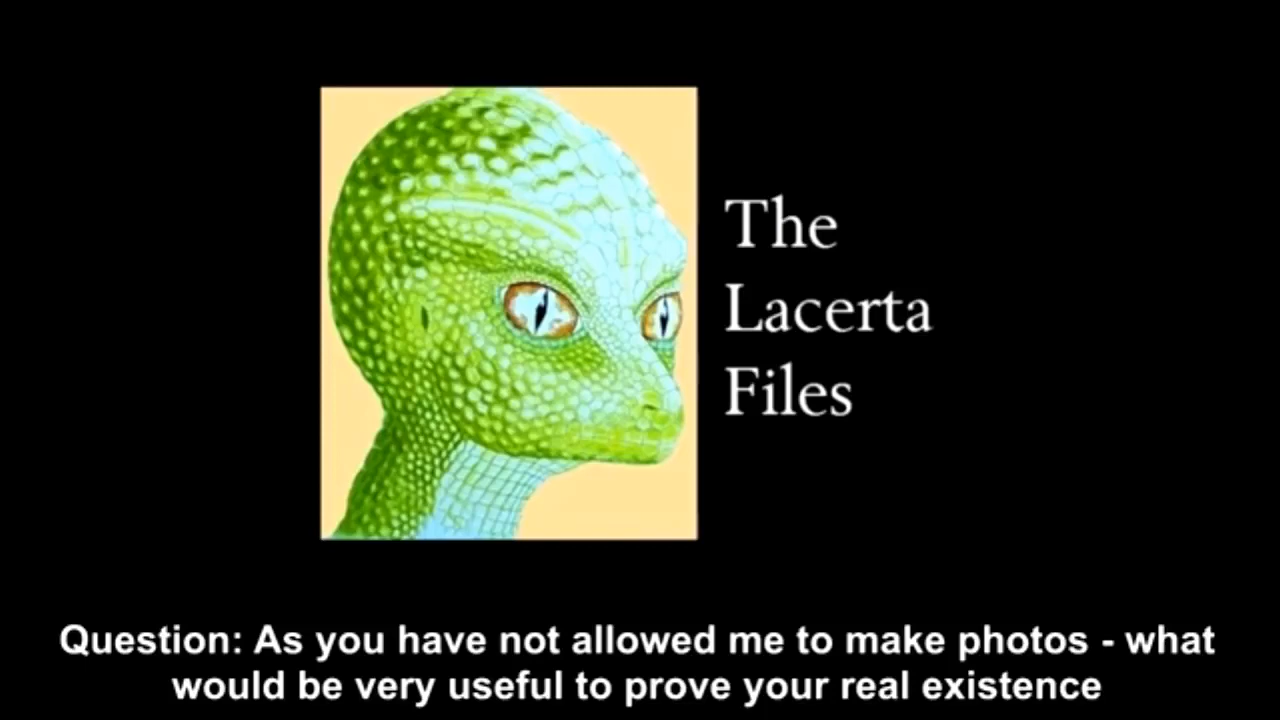 The
Lacerta
Files
Question: As you have not allowed me to make photos - what
would be very useful to prove your real existence